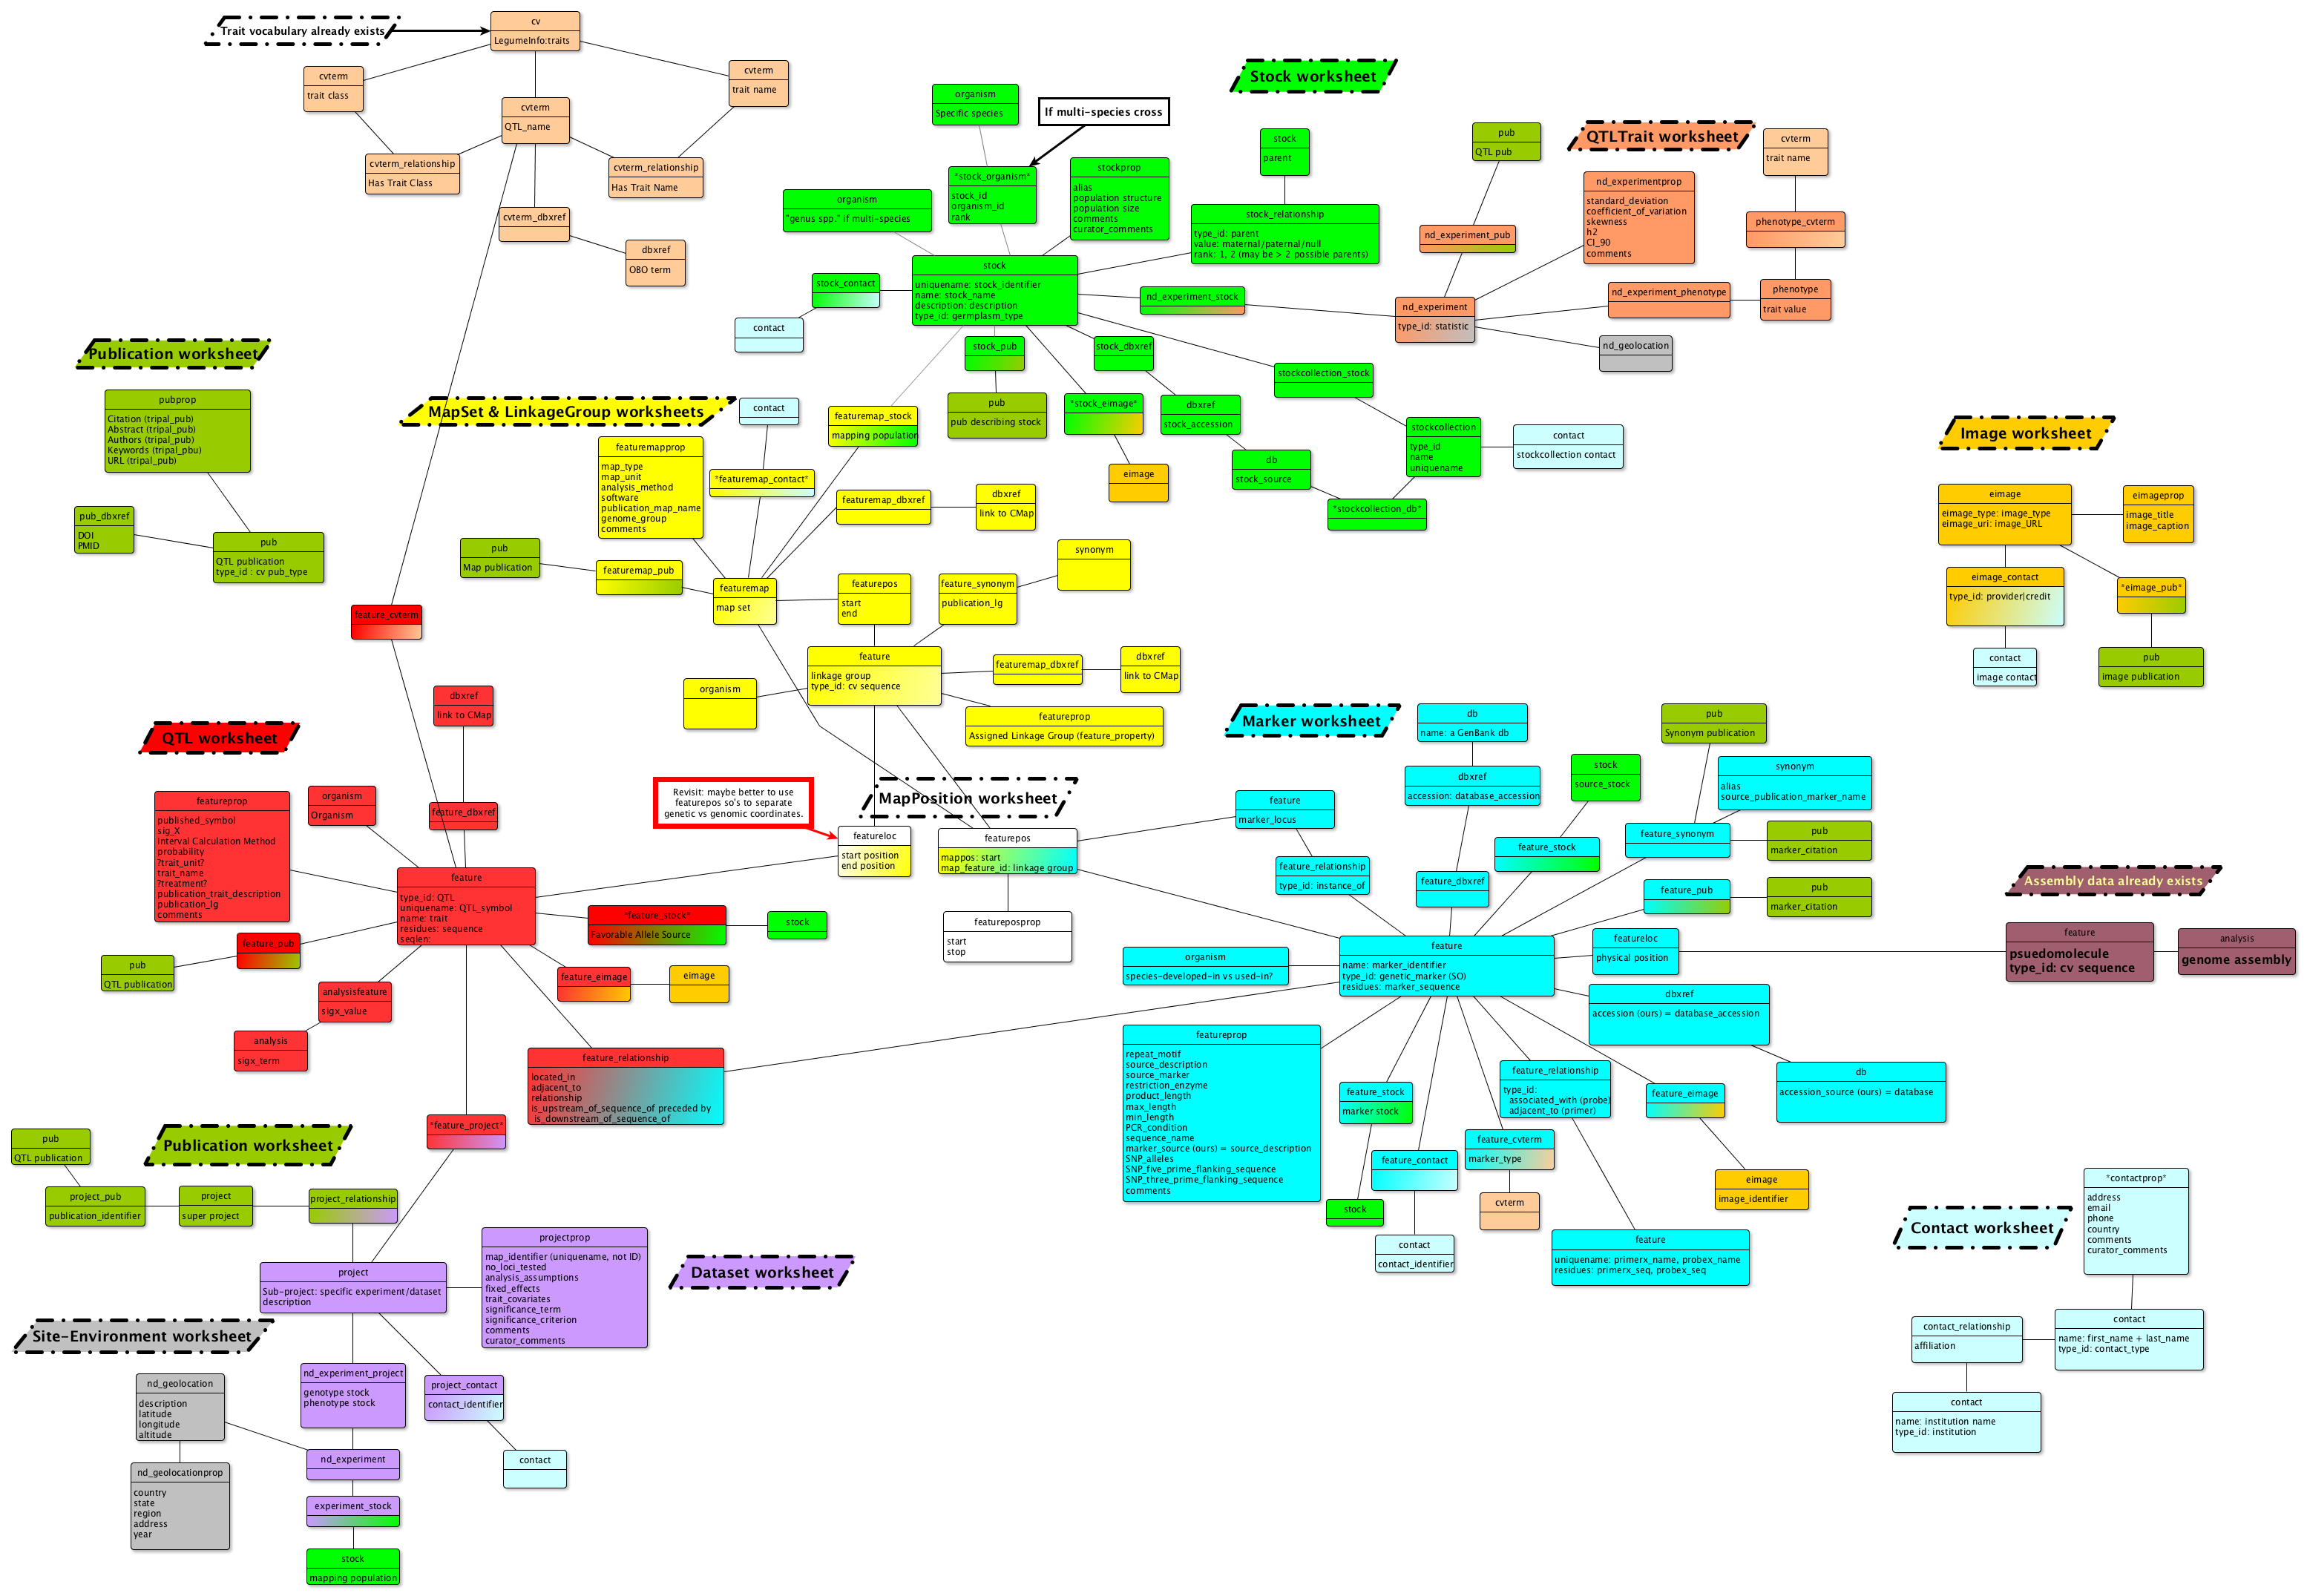 Trait vocabulary already exists
cv
LegumeInfo:traits
cvterm
trait class
cvterm
QTL_name
cvterm
trait name
cvterm_relationship
Has Trait Class
cvterm_relationship
Has Trait Name
cvterm_dbxref
dbxref
OBO term
Stock worksheet
organism
Specific species
If multi-species cross
*stock_organism*
stock_id
organism_id
rank
stockprop
alias
population structure
population size
comments
curator_comments
stock
parent
organism
"genus spp." if multi-species
stock_relationship
type_id: parent
value: maternal/paternal/null
rank: 1, 2 (may be > 2 possible parents)
stock
uniquename: stock_identifier
name: stock_name
description: description
type_id: germplasm_type
stock_contact
contact
nd_experiment_stock
stock_pub
pub
pub describing stock
stock_dbxref
*stock_eimage*
eimage
dbxref
stock_accession
db
stock_source
stockcollection_stock
stockcollection
type_id
name
uniquename
contact
stockcollection contact
*stockcollection_db*
QTLTrait worksheet
pub
QTL pub
nd_experiment_pub
nd_experimentprop
standard_deviation
coefficient_of_variation
skewness
h2
CI_90
comments
cvterm
trait name
phenotype_cvterm
nd_experiment
type_id: statistic
nd_experiment_phenotype
phenotype
trait value
nd_geolocation
Publication worksheet
pubprop
Citation (tripal_pub)
Abstract (tripal_pub)
Authors (tripal_pub)
Keywords (tripal_pbu)
URL (tripal_pub)
pub_dbxref
DOI
PMID
pub
QTL publication
type_id : cv pub_type
MapSet & LinkageGroup worksheets
contact
featuremap_stock
mapping population
featuremapprop
map_type
map_unit
analysis_method
software
publication_map_name
genome_group
comments
*featuremap_contact*
featuremap_dbxref
dbxref
link to CMap
pub
Map publication
featuremap_pub
featuremap
map set
featurepos
start
end
feature_synonym
publication_lg
synonym
feature
linkage group
type_id: cv sequence
featuremap_dbxref
dbxref
link to CMap
organism
featureprop
Assigned Linkage Group (feature_property)
Image worksheet
eimage
eimage_type: image_type
eimage_uri: image_URL
eimageprop
image_title
image_caption
eimage_contact
type_id: provider|credit
*eimage_pub*
contact
image contact
pub
image publication
feature_cvterm
QTL worksheet
dbxref
link to CMap
feature_dbxref
organism
Organism
featureprop
published_symbol
sig_X
Interval Calculation Method
probability
?trait_unit?
trait_name
?treatment?
publication_trait_description
publication_lg
comments
feature
type_id: QTL
uniquename: QTL_symbol
name: trait
residues: sequence
seqlen:
*feature_stock*
Favorable Allele Source
stock
feature_pub
pub
QTL publication
analysisfeature
sigx_value
analysis
sigx_term
feature_eimage
eimage
feature_relationship
located_in
adjacent_to
relationship
is_upstream_of_sequence_of preceded by
is_downstream_of_sequence_of
*feature_project*
Revisit: maybe better to use
featurepos so's to separate
genetic vs genomic coordinates.
MapPosition worksheet
featureloc
start position
end position
featurepos
mappos: start
map_feature_id: linkage group
featureposprop
start
stop
Marker worksheet
db
name: a GenBank db
dbxref
accession: database_accession
feature_dbxref
feature
marker_locus
feature_relationship
type_id: instance_of
stock
source_stock
feature_stock
pub
Synonym publication
synonym
alias
source_publication_marker_name
feature_synonym
pub
marker_citation
feature_pub
pub
marker_citation
featureloc
physical position
feature
name: marker_identifier
type_id: genetic_marker (SO)
residues: marker_sequence
organism
species-developed-in vs used-in?
dbxref
accession (ours) = database_accession
db
accession_source (ours) = database
featureprop
repeat_motif
source_description
source_marker
restriction_enzyme
product_length
max_length
min_length
PCR_condition
sequence_name
marker_source (ours) = source_description
SNP_alleles
SNP_five_prime_flanking_sequence
SNP_three_prime_flanking_sequence
comments
feature_stock
marker stock
stock
feature_contact
contact
contact_identifier
feature_cvterm
marker_type
cvterm
feature_relationship
type_id:
associated_with (probe)
adjacent_to (primer)
feature
uniquename: primerx_name, probex_name
residues: primerx_seq, probex_seq
feature_eimage
eimage
image_identifier
Assembly data already exists
feature
psuedomolecule
type_id: cv sequence
analysis
genome assembly
Publication worksheet
pub
QTL publication
project_pub
publication_identifier
project
super project
project_relationship
project
Sub-project: specific experiment/dataset
description
projectprop
map_identifier (uniquename, not ID)
no_loci_tested
analysis_assumptions
fixed_effects
trait_covariates
significance_term
significance_criterion
comments
curator_comments
Dataset worksheet
Site-Environment worksheet
nd_geolocation
description
latitude
longitude
altitude
nd_geolocationprop
country
state
region
address
year
nd_experiment_project
genotype stock
phenotype stock
project_contact
contact_identifier
contact
nd_experiment
experiment_stock
stock
mapping population
Contact worksheet
*contactprop*
address
email
phone
country
comments
curator_comments
contact
name: first_name + last_name
type_id: contact_type
contact_relationship
affiliation
contact
name: institution name
type_id: institution